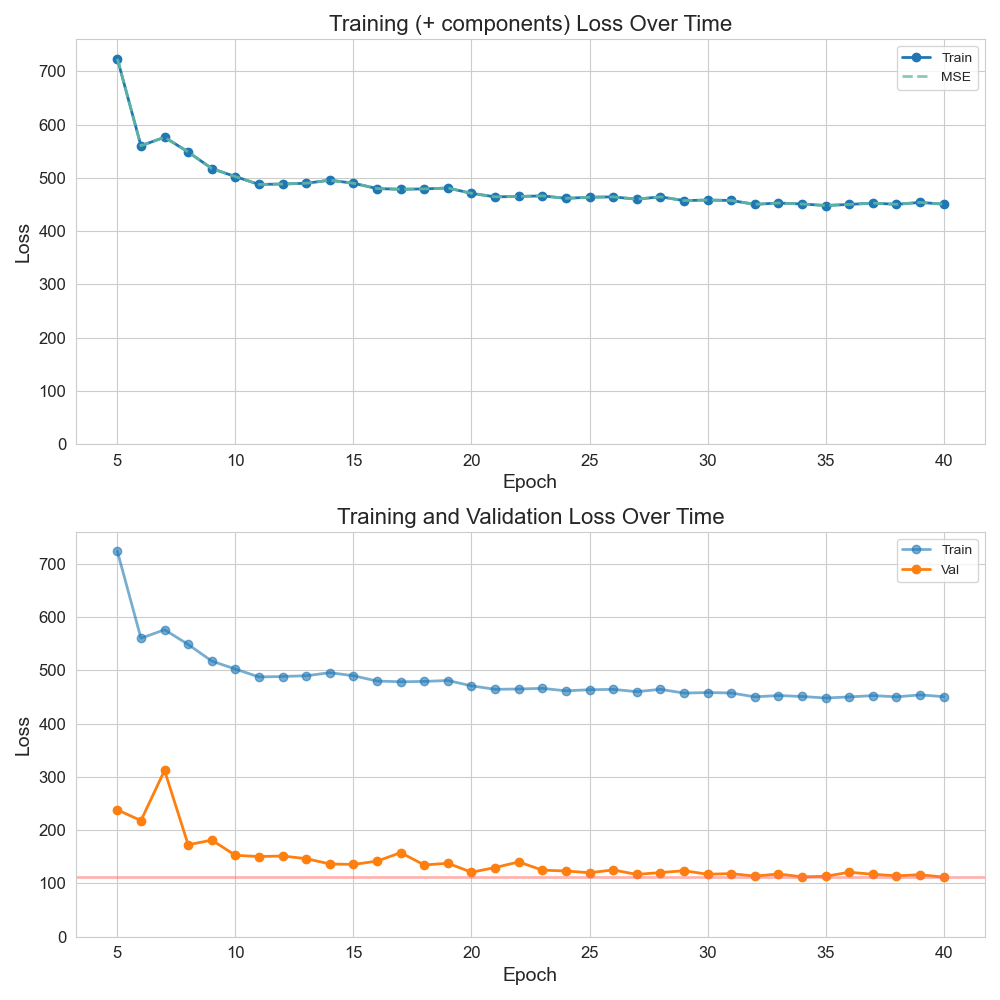 Training (+ components) Loss Over Time
Train
MSE
Loss
700
600
500
400
300
200
100
0
5 10 15 20 25 30 35 40
Epoch
Training and Validation Loss Over Time
Train
Val
Loss
700
600
500
400
300
200
100
0
5 10 15 20 25 30 35 40
Epoch